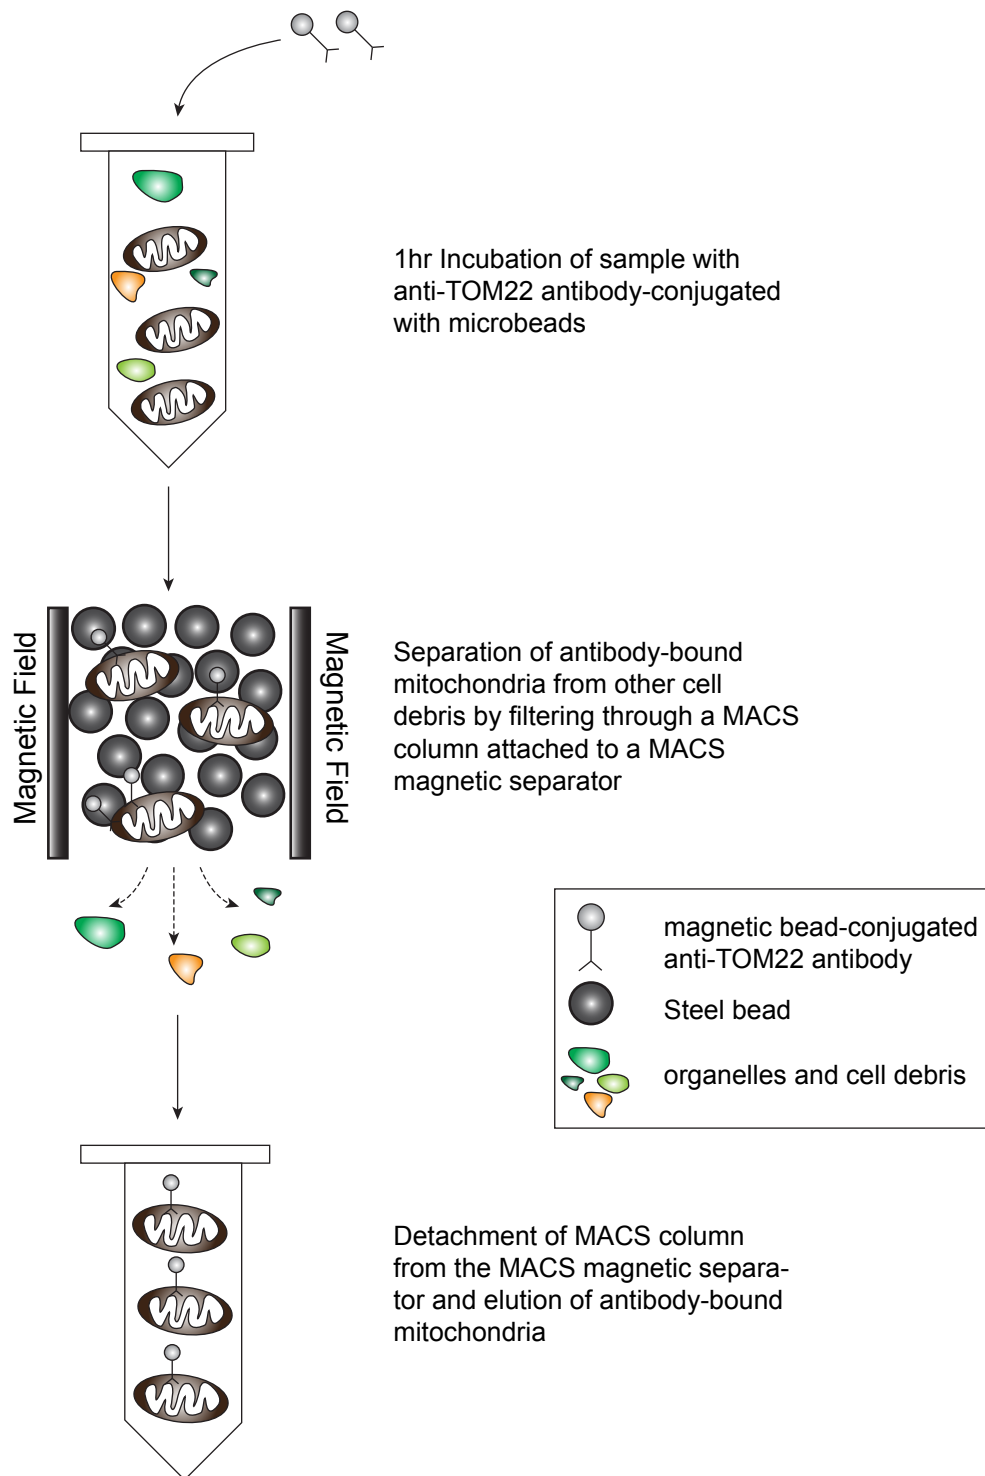 1hr Incubation of sample with
anti-TOM22 antibody-conjugated
with microbeads
Magnetic Field
Magnetic Field
Separation of antibody-bound
mitochondria from other cell
debris by filtering through a MACS
column attached to a MACS
magnetic separator
magnetic bead-conjugated
anti-TOM22 antibody
Steel bead
organelles and cell debris
Detachment of MACS column
from the MACS magnetic separa-
tor and elution of antibody-bound
mitochondria